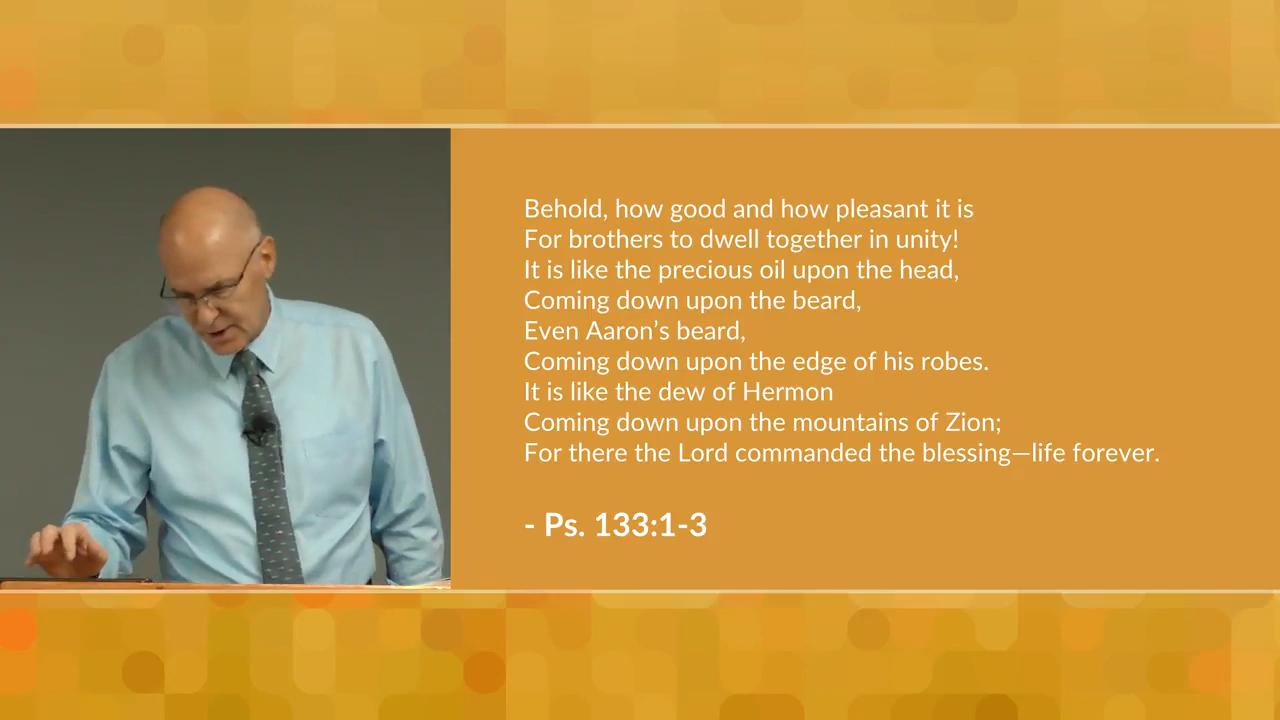 Behold, how good and how pleasant it is
For brothers to dwell together in unity!
It is like the precious oil upon the head,
Coming down upon the beard,
Even Aaron’s beard,
Coming down upon the edge of his robes.
It is like the dew of Hermon
Coming down upon the mountains of Zion;
For there the Lord commanded the blessing—life forever.
- Ps. 133:1-3